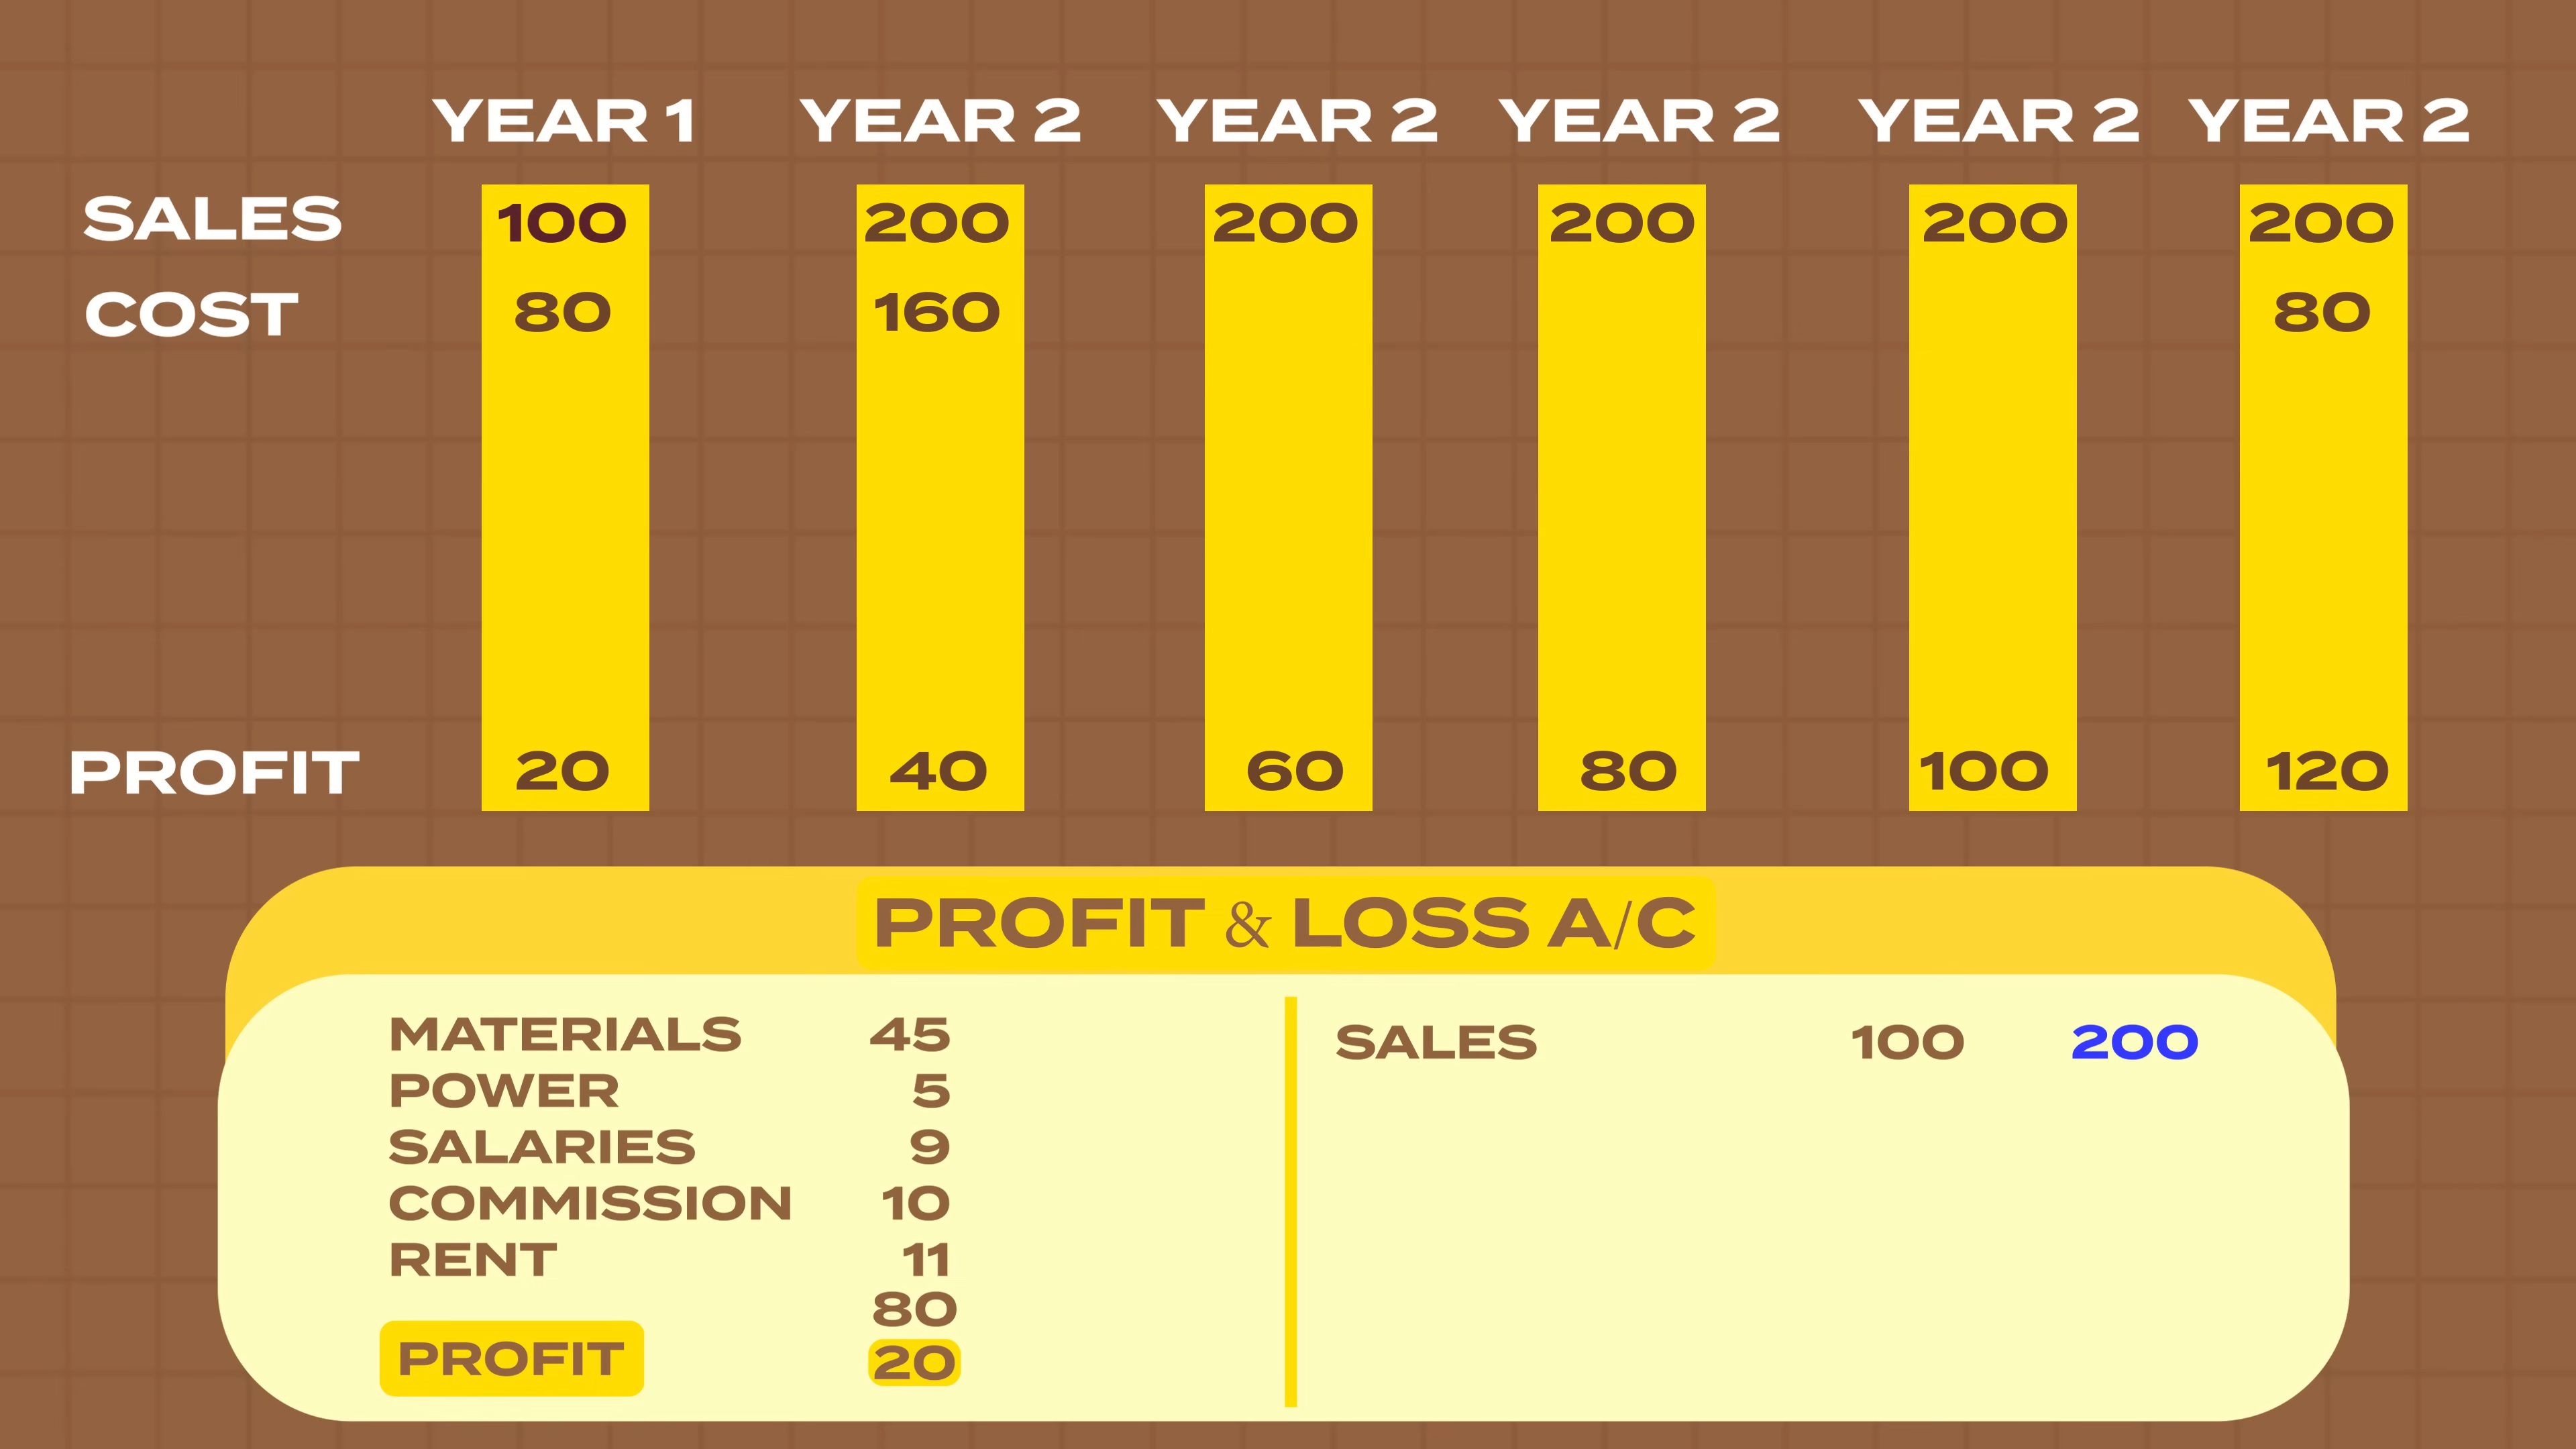 YEAR 1 YEAR 2 YEAR 2 YEAR 2 YEAR 2 YEAR 2
SALES 100 200 200 200 200 200
COST 80 160 80
PROFIT 20 40 60 80 100 120
PROFIT & LOSS A/C
MATERIALS 45
POWER 5
SALARIES 9
COMMISSION 10
RENT 11
80
PROFIT 20
SALES 100 200